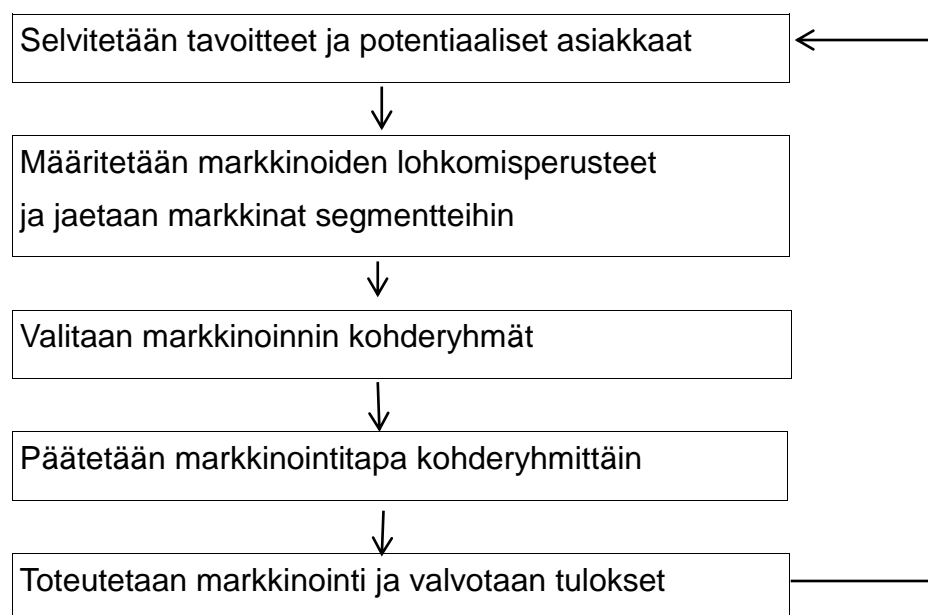 Selvitetään tavoitteet ja potentiaaliset asiakkaat
Määritetään markkinoiden lohkomisperusteet
ja jaetaan markkinat segmentteihin
Valitaan markkinoinnin kohderyhmät
Päätetään markkinointitapa kohderyhmittäin
Toteutetaan markkinointi ja valvotaan tulokset